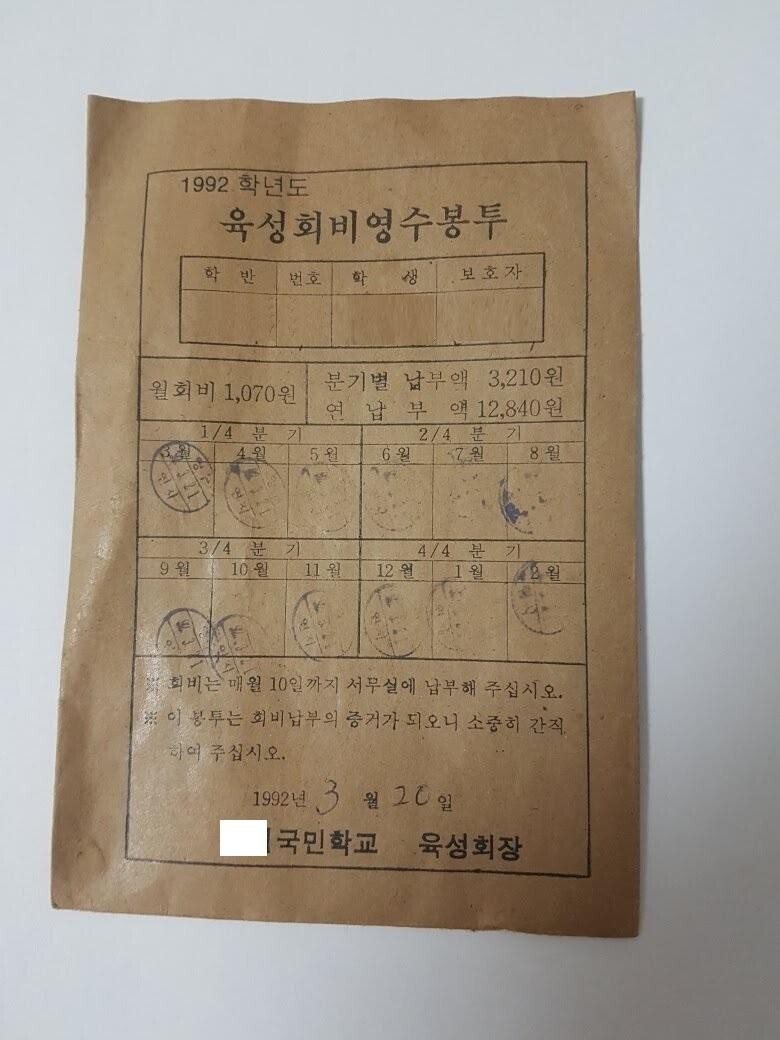 1992 학년도
육성회비영수봉투
학 반 번호 학 생 보호자
월회비 1,070원
분기별 납부액 3,210원
연 납 부 액 12,840원
1/4 분 기 2/4 분 기
3월 4월 5월 6월 7월 8월
3/4 분 기 4/4 분 기
9월 10월 11월 12월 1월 2월
※ 회비는 매월 10일까지 서무실에 납부해 주십시오.
※ 이 봉투는 회비납부의 증거가 되오니 소중히 간직
하여 주십시오.
1992년 3 월 20 일
국민학교 육성회장